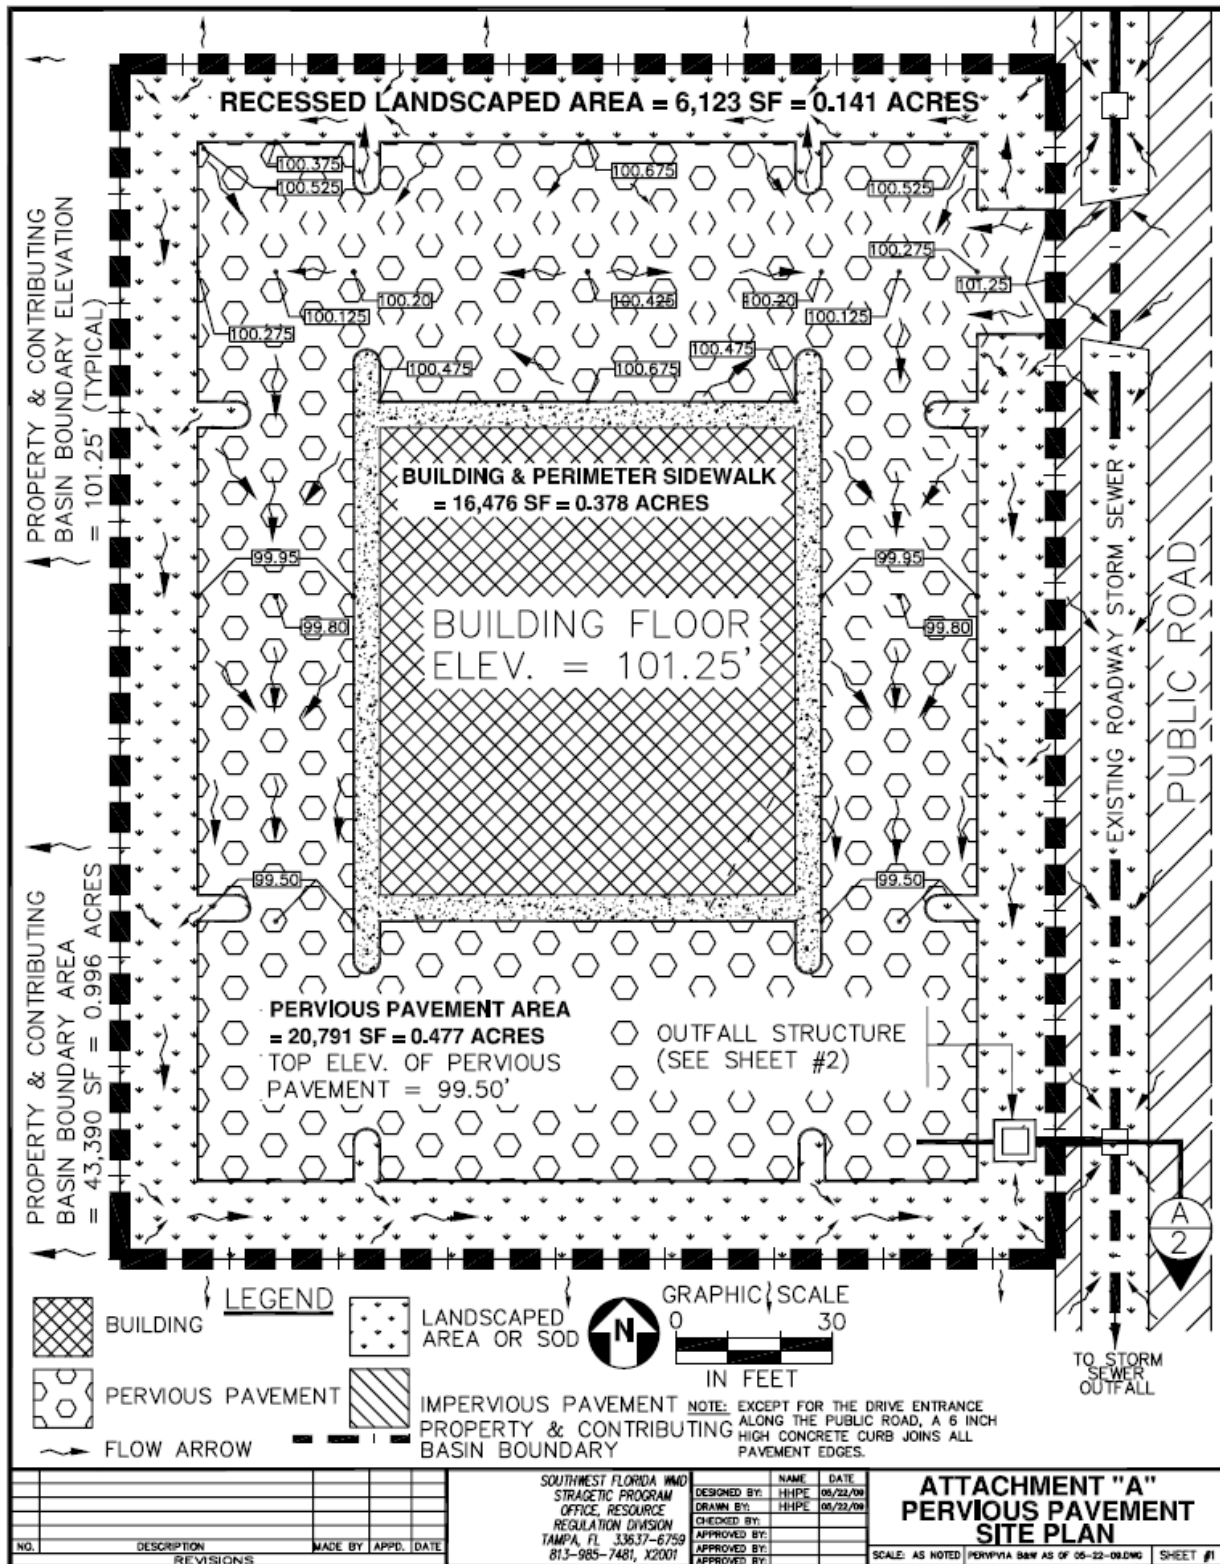 RECESSED LANDSCAPED AREA = 6,123 SF = 0.141 ACRES
100.375
100.525
100.675
100.525
100.275
101.25
100.20
100.425
100.20
100.125
100.125
100.275
100.475
100.475
100.675
PROPERTY & CONTRIBUTING
BASIN BOUNDARY ELEVATION
= 101.25' (TYPICAL)
BUILDING & PERIMETER SIDEWALK
= 16,476 SF = 0.378 ACRES
99.95
99.95
99.80
99.80
BUILDING FLOOR
ELEV. = 101.25'
EXISTING ROADWAY STORM SEWER
PUBLIC ROAD
99.50
99.50
PROPERTY & CONTRIBUTING
BASIN BOUNDARY AREA
= 43,390 SF = 0.996 ACRES
PERVIOUS PAVEMENT AREA
= 20,791 SF = 0.477 ACRES
TOP ELEV. OF PERVIOUS
PAVEMENT = 99.50'
OUTFALL STRUCTURE
(SEE SHEET #2)
A
2
LEGEND
BUILDING
LANDSCAPED
AREA OR SOD
PERVIOUS PAVEMENT
IMPERVIOUS PAVEMENT
FLOW ARROW
PROPERTY & CONTRIBUTING
BASIN BOUNDARY
N
GRAPHIC SCALE
0 30
IN FEET
TO STORM
SEWER
OUTFALL
NOTE: EXCEPT FOR THE DRIVE ENTRANCE
ALONG THE PUBLIC ROAD, A 6 INCH
HIGH CONCRETE CURB JOINS ALL
PAVEMENT EDGES.
NO. DESCRIPTION MADE BY APPD. DATE
REVISIONS
SOUTHWEST FLORIDA WMD
STRAGETIC PROGRAM
OFFICE, RESOURCE
REGULATION DIVISION
TAMPA, FL 33637-6759
813-985-7481, X2001
NAME DATE
DESIGNED BY: HHPE 05/22/09
DRAWN BY: HHPE 05/22/09
CHECKED BY:
APPROVED BY:
APPROVED BY:
APPROVED BY:
ATTACHMENT "A"
PERVIOUS PAVEMENT
SITE PLAN
SCALE: AS NOTED PERVPV1A B&W AS OF 05-22-09.DWG SHEET #1